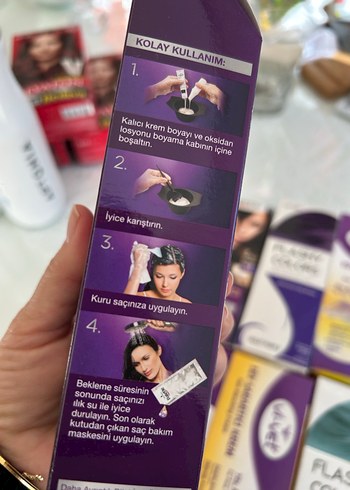 KOLAY KULLANIM:
1.
Kalıcı krem boyayı ve oksidan
losyonu boyama kabının içine
boşaltın.
2.
İyice karıştırın.
3.
Kuru saçınıza uygulayın.
4.
Bekleme süresinin
sonunda saçınızı
ılık su ile iyice
durulayın. Son olarak
kutudan çıkan saç bakım
maskesini uygulayın.